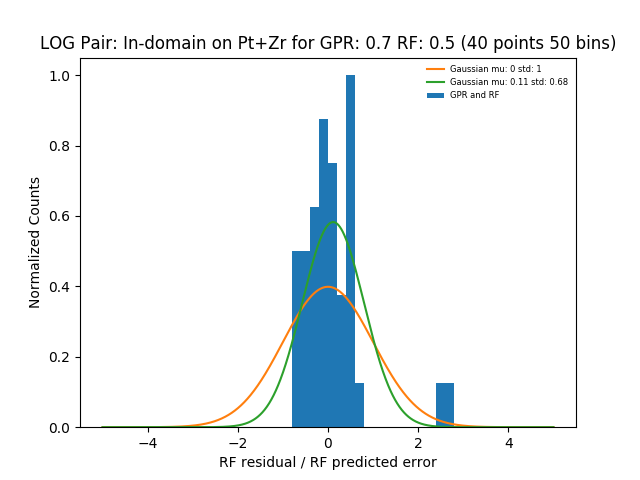 LOG Pair: In-domain on Pt+Zr for GPR: 0.7 RF: 0.5 (40 points 50 bins)
Gaussian mu: 0 std: 1
Gaussian mu: 0.11 std: 0.68
GPR and RF
Normalized Counts
1.0
0.8
0.6
0.4
0.2
0.0
−4 −2 0 2 4
RF residual / RF predicted error